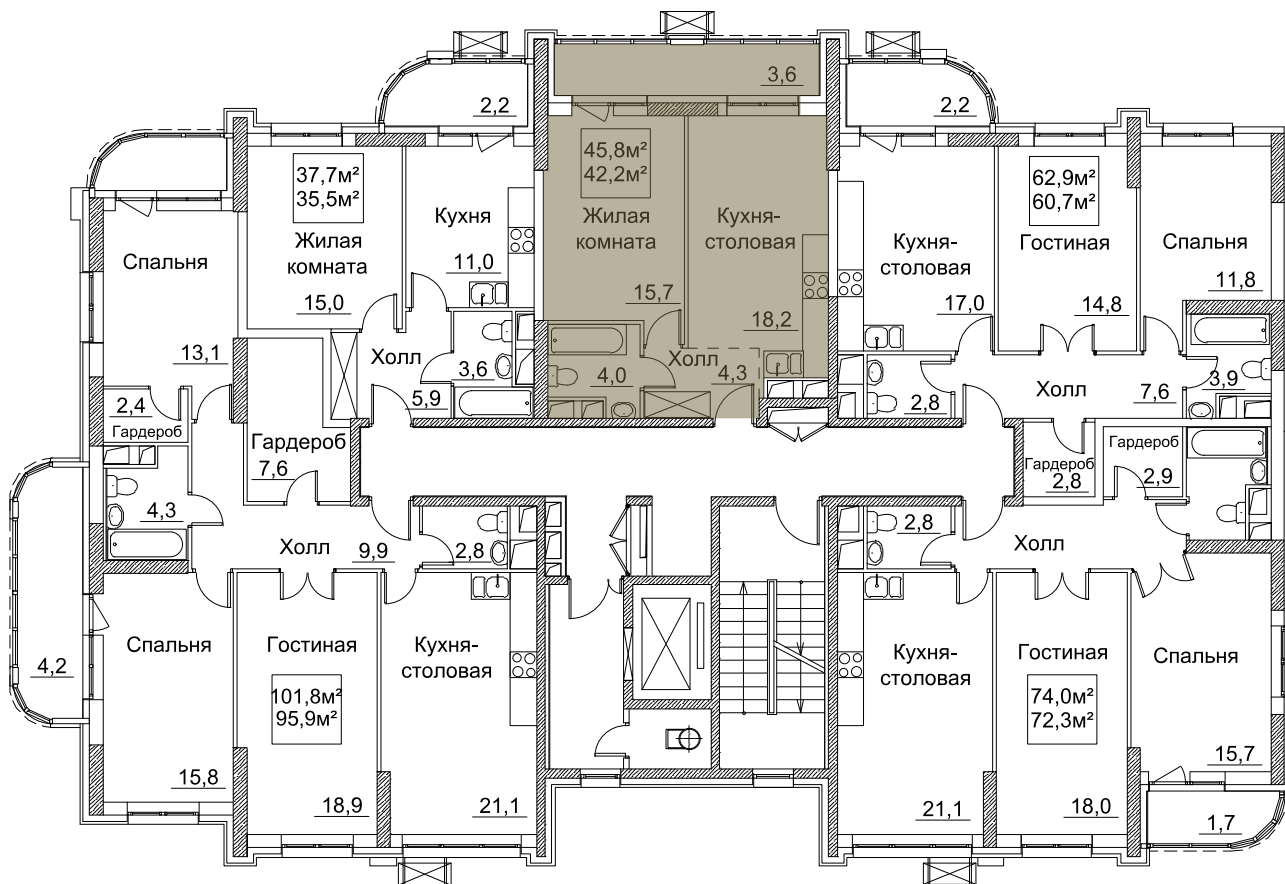 3,6
2,2
2,2
37,7м²
35,5м²
Жилая
комната
15,0
Кухня
11,0
45,8м²
42,2м²
Жилая
комната
15,7
Кухня-
столовая
18,2
Кухня-
столовая
17,0
62,9м²
60,7м²
Гостиная
14,8
Спальня
11,8
Спальня
13,1
Холл
5,9
3,6
4,0
Холл
4,3
2,8
Холл
7,6
3,9
2,4
Гардероб
Гардероб
7,6
Гардероб
2,8
Гардероб
2,9
4,3
Холл
9,9
2,8
2,8
Холл
4,2
Спальня
15,8
Гостиная
101,8м²
95,9м²
18,9
Кухня-
столовая
21,1
Кухня-
столовая
21,1
Гостиная
74,0м²
72,3м²
18,0
Спальня
15,7
1,7